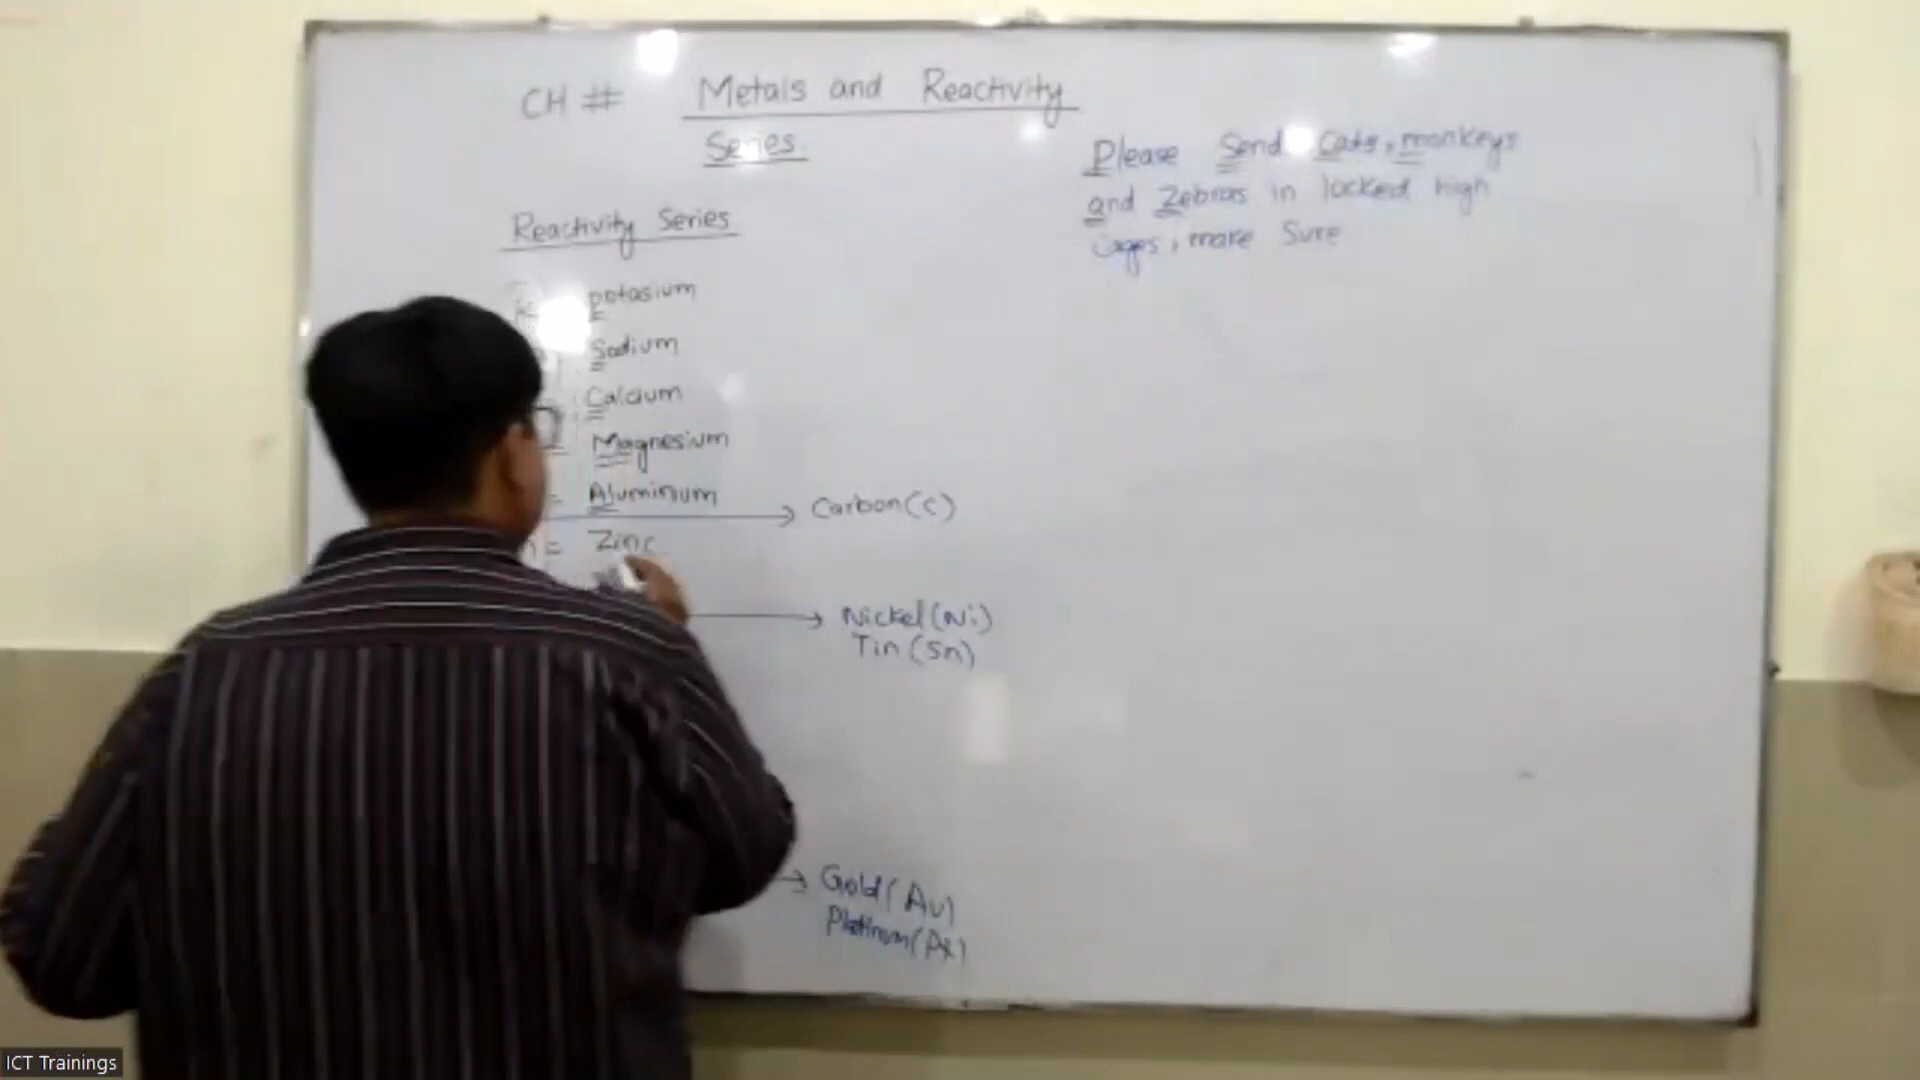 CH # Metals and Reactivity
Series
Please Send Cats, monkeys
and Zebras in locked high
Cages, make Sure
Reactivity Series
K potasium
Sodium
Calcium
Magnesium
= Aluminium
Carbon (C)
n = Zinc
Nickel (Ni)
Tin (Sn)
Gold (Au)
Platinum (Pt)
ICT Trainings